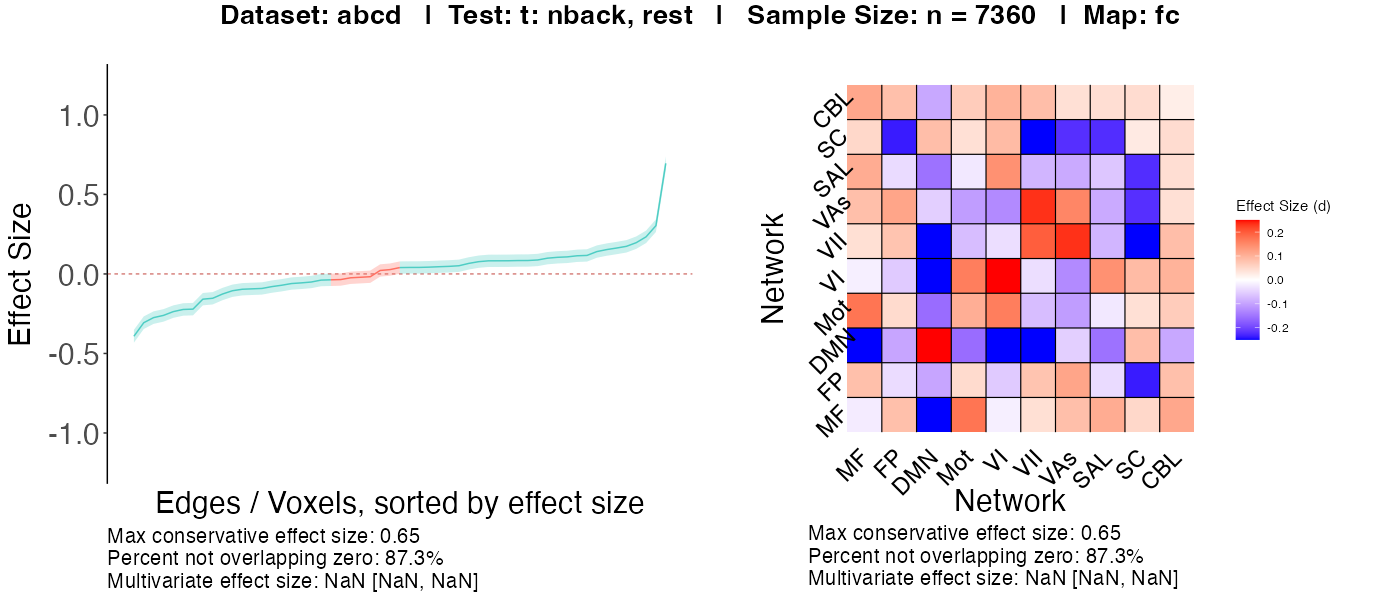 Dataset: abcd | Test: t: nback, rest | Sample Size: n = 7360 | Map: fc
1.0
0.5
0.0
-0.5
-1.0
Effect Size
Edges / Voxels, sorted by effect size
Max conservative effect size: 0.65
Percent not overlapping zero: 87.3%
Multivariate effect size: NaN [NaN, NaN]
Network
CBL
SC
SAL
VAs
VII
VI
Mot
DMN
FP
MF
MF
FP
DMN
Mot
VI
VII
VAs
SAL
SC
CBL
Network
Max conservative effect size: 0.65
Percent not overlapping zero: 87.3%
Multivariate effect size: NaN [NaN, NaN]
Effect Size (d)
0.2
0.1
0.0
-0.1
-0.2